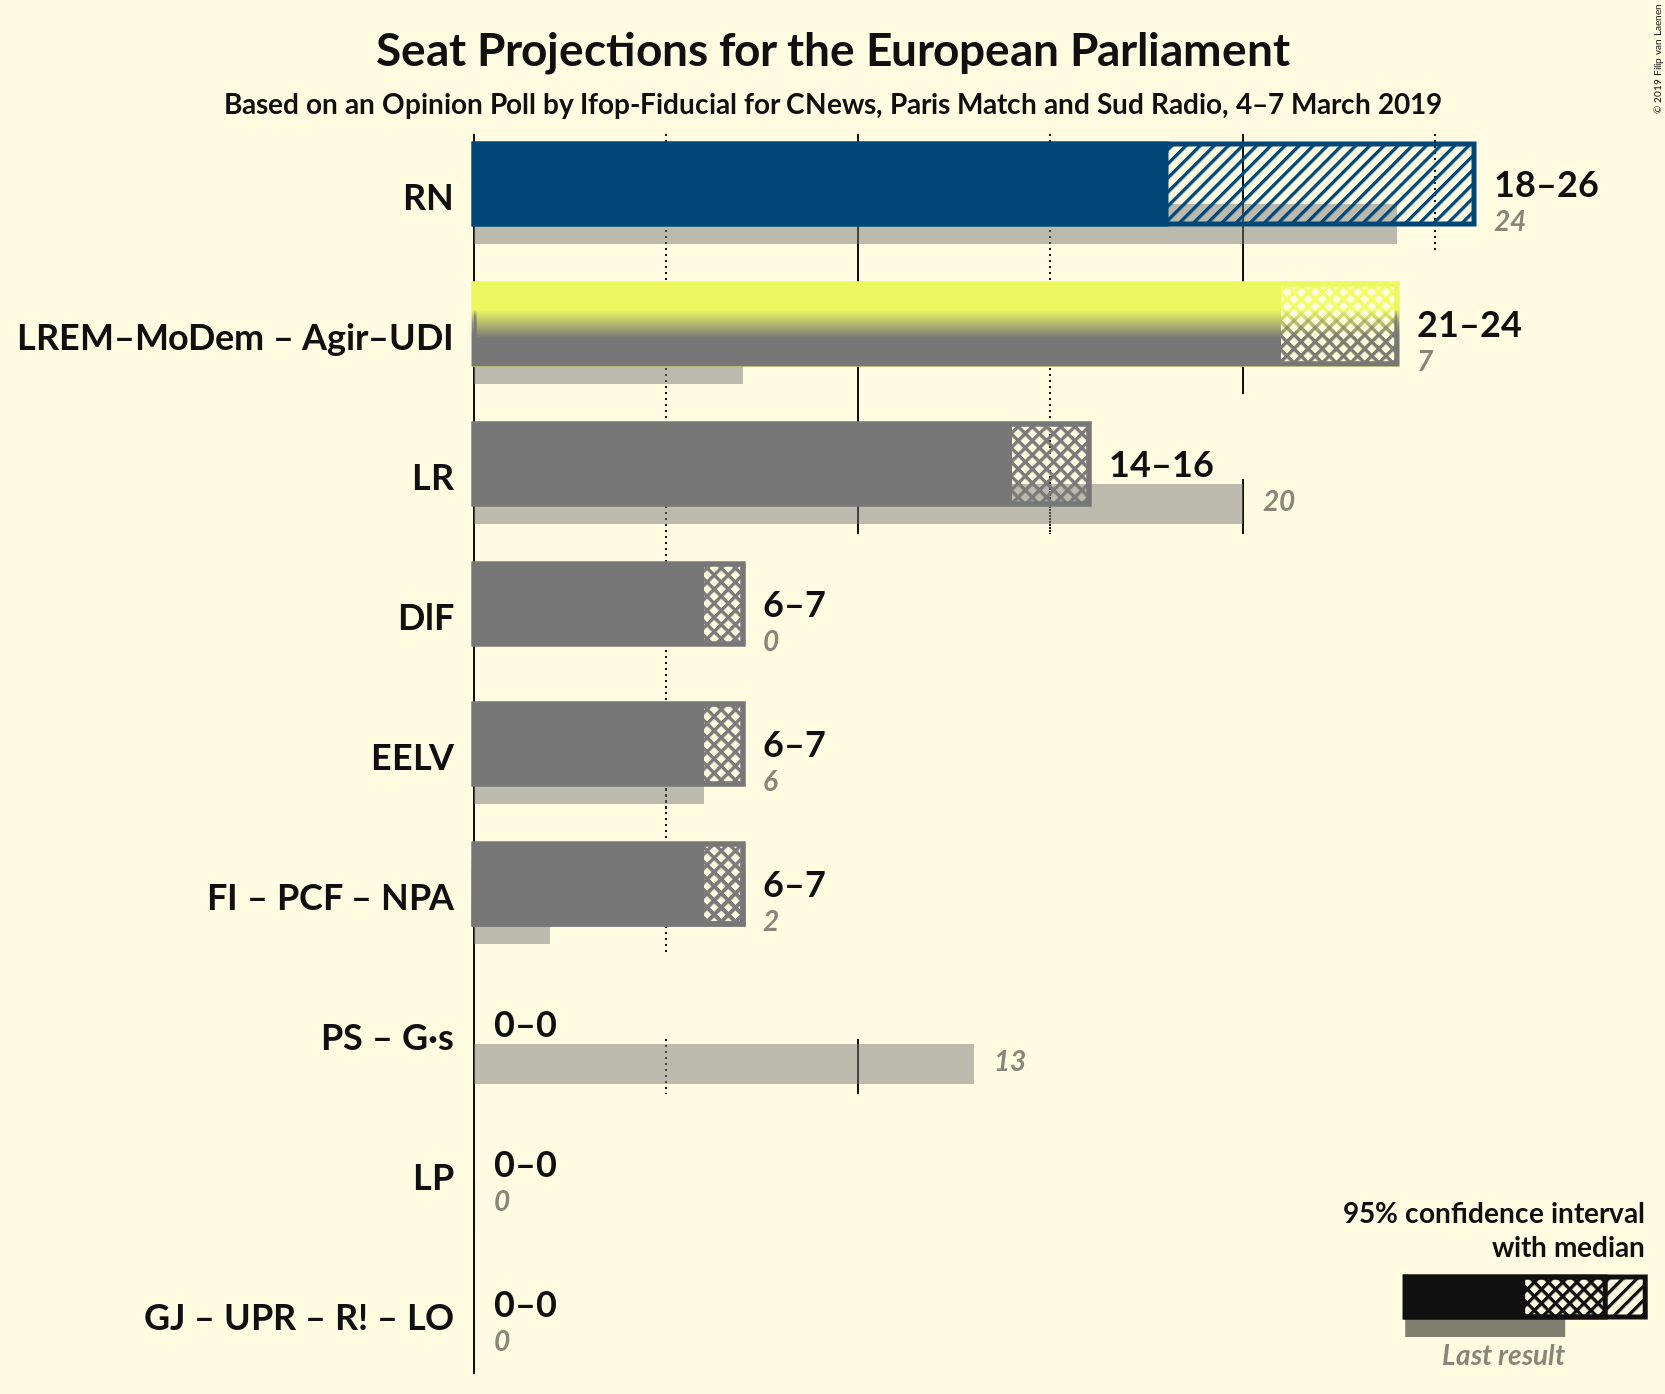 Seat Projections for the European Parliament
Based on an Opinion Poll by Ifop-Fiducial for CNews, Paris Match and Sud Radio, 4–7 March 2019
© 2019 Filip van Laenen
RN
18–26
24
LREM–MoDem – Agir–UDI
21–24
7
LR
14–16
20
DlF
6–7
0
EELV
6–7
6
FI – PCF – NPA
6–7
2
PS – G·s
0–0
13
LP
0–0
0
GJ – UPR – R! – LO
0–0
0
95% confidence interval
with median
Last result